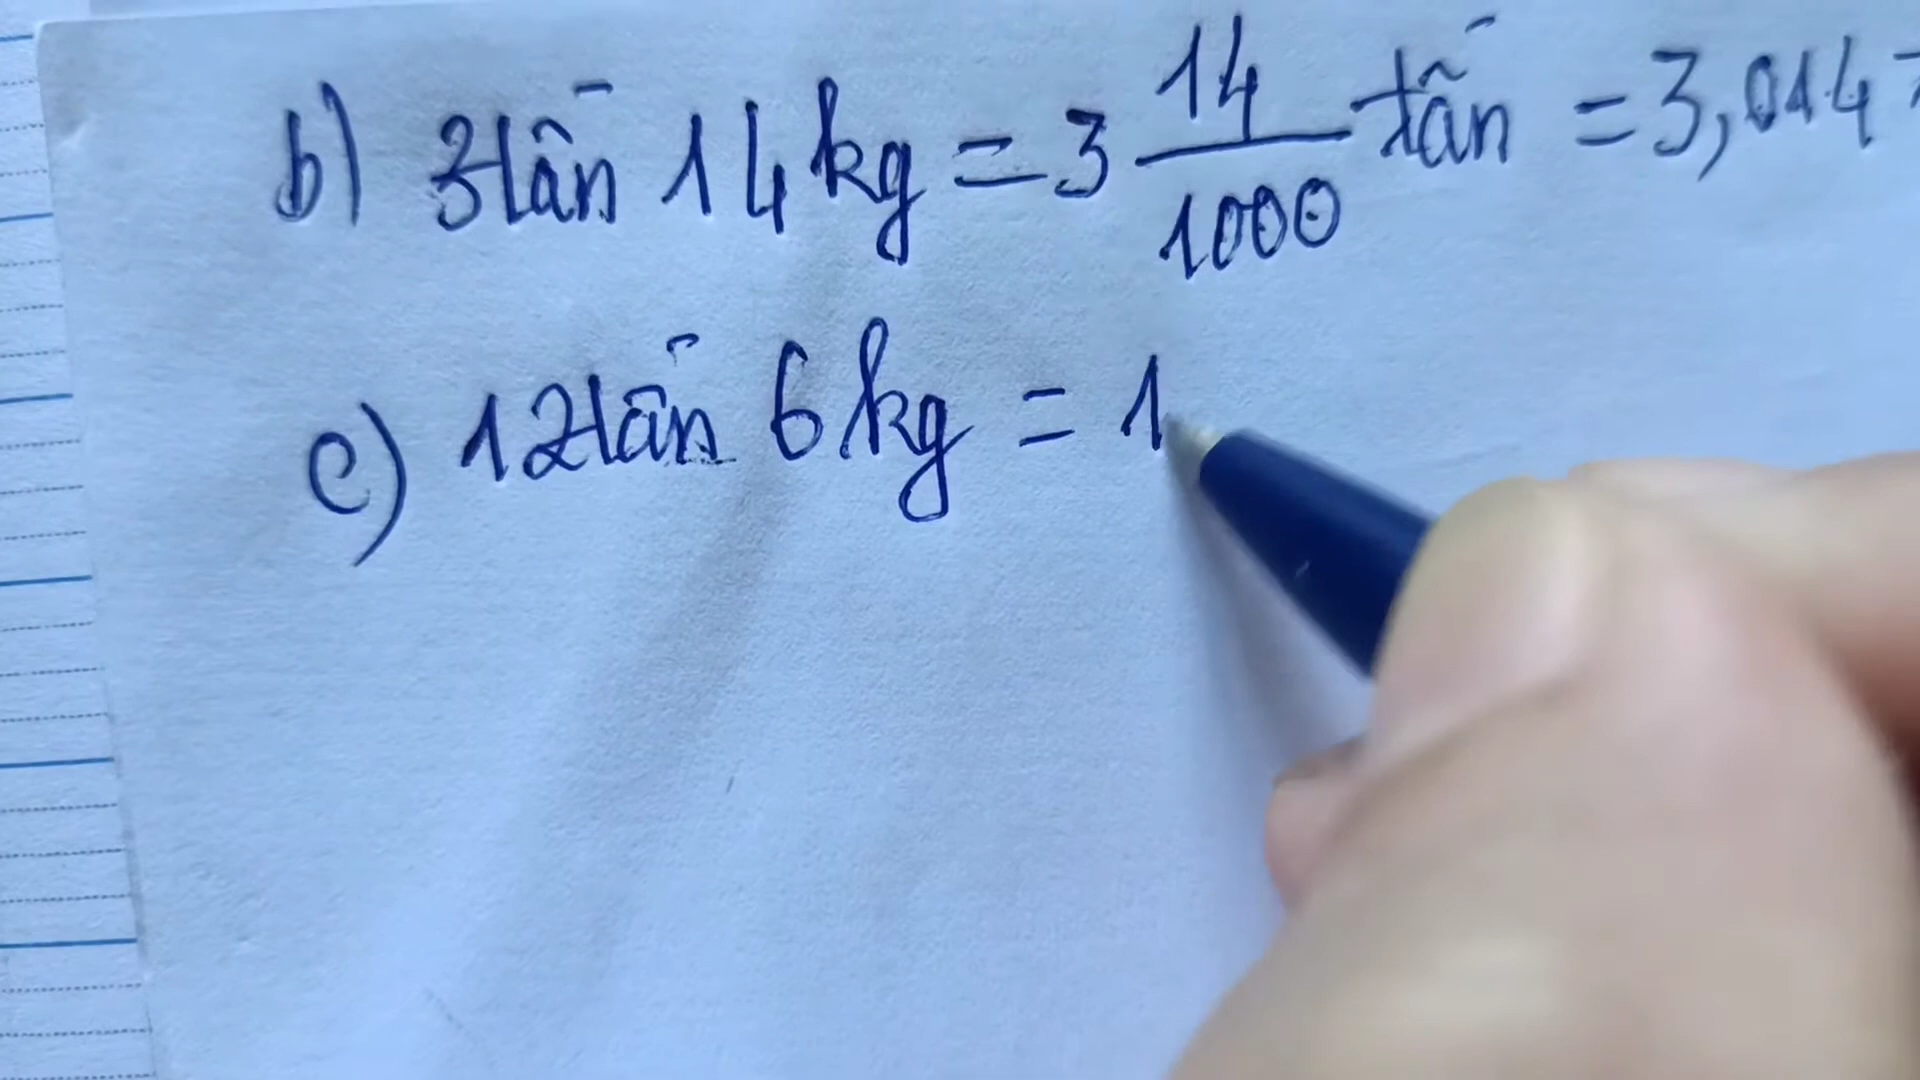 b) 3tấn 14kg = 3 14/1000 tấn = 3,014
c) 12tấn 6kg = 1